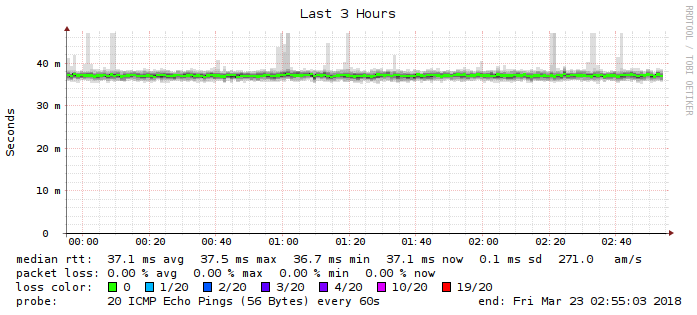 Last 3 Hours
RRDTOOL / TOBI OETIKER
Seconds
40 m
30 m
20 m
10 m
0
00:00 00:20 00:40 01:00 01:20 01:40 02:00 02:20 02:40
median rtt: 37.1 ms avg 37.5 ms max 36.7 ms min 37.1 ms now 0.1 ms sd 271.0 am/s
packet loss: 0.00 % avg 0.00 % max 0.00 % min 0.00 % now
loss color: 0 1/20 2/20 3/20 4/20 10/20 19/20
probe: 20 ICMP Echo Pings (56 Bytes) every 60s end: Fri Mar 23 02:55:03 2018